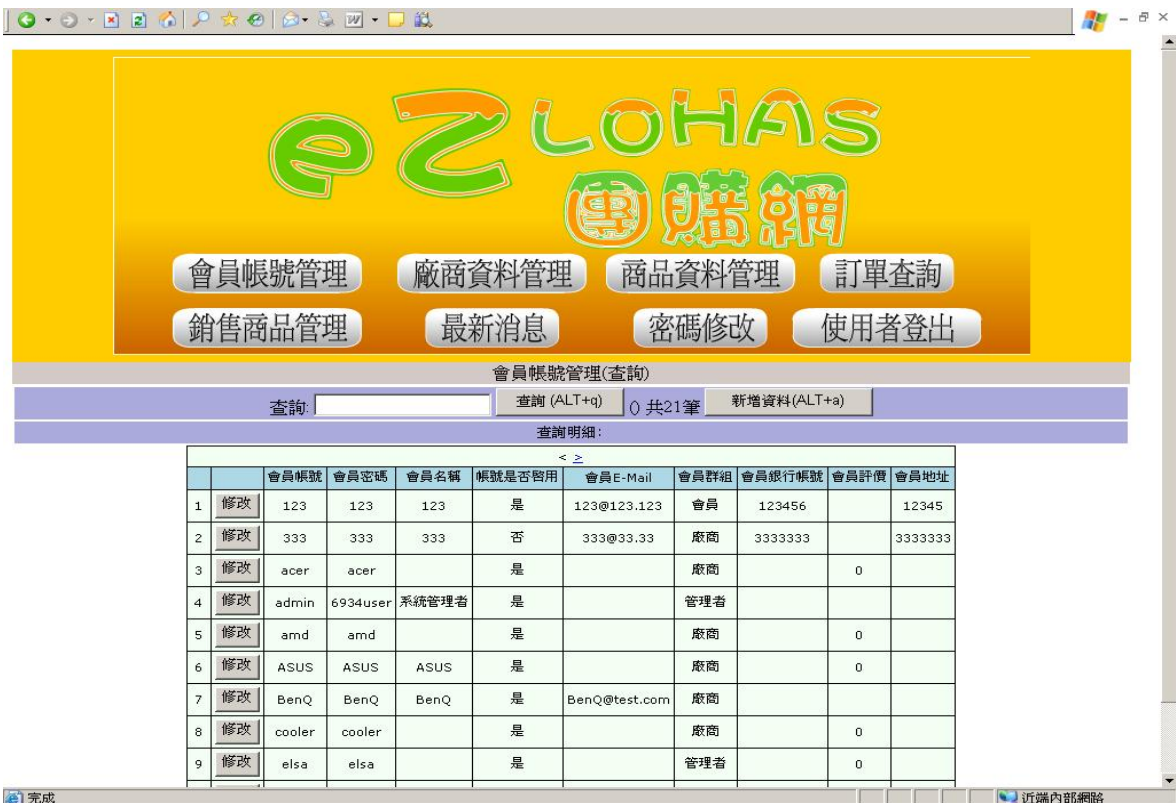 eZ LOHAS
團購網
會員帳號管理 廠商資料管理 商品資料管理 訂單查詢
銷售商品管理 最新消息 密碼修改 使用者登出
會員帳號管理(查詢)
查詢: 查詢 (ALT+q) () 共21筆 新增資料(ALT+a)
查詢明細:
< >
會員帳號 會員密碼 會員名稱 帳號是否啓用 會員E-Mail 會員群組 會員銀行帳號 會員評價 會員地址
1 修改 123 123 123 是 123@123.123 會員 123456 12345
2 修改 333 333 333 否 333@33.33 廠商 3333333 3333333
3 修改 acer acer 是 廠商 0
4 修改 admin 6934user 系統管理者 是 管理者
5 修改 amd amd 是 廠商 0
6 修改 ASUS ASUS ASUS 是 廠商 0
7 修改 BenQ BenQ BenQ 是 BenQ@test.com 廠商
8 修改 cooler cooler 是 廠商 0
9 修改 elsa elsa 是 管理者 0
完成 近端內部網路